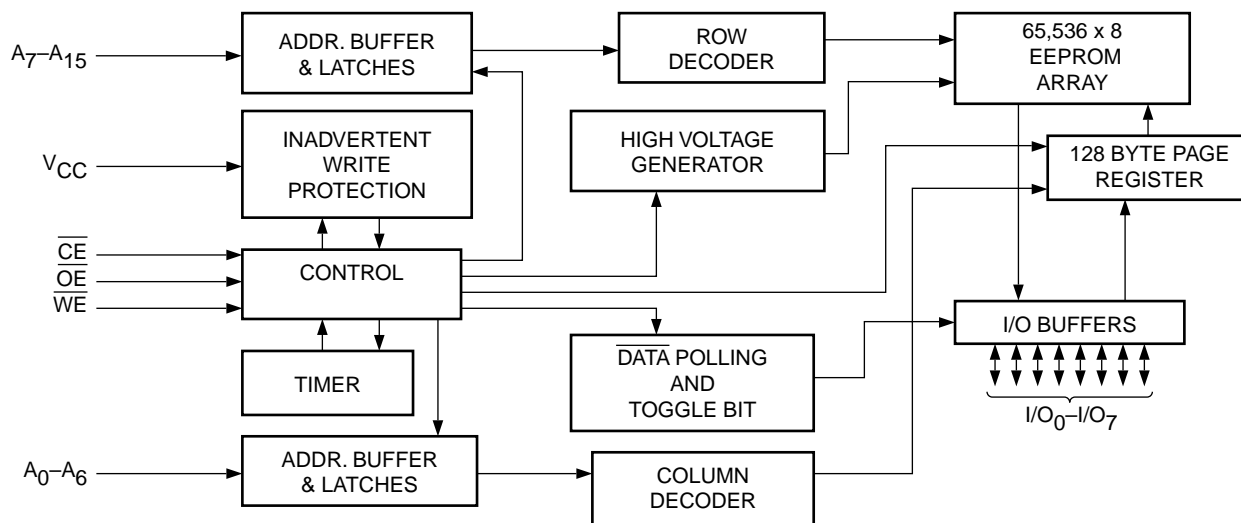 A7–A15
ADDR. BUFFER
& LATCHES
ROW
DECODER
65,536 x 8
EEPROM
ARRAY
VCC
INADVERTENT
WRITE
PROTECTION
HIGH VOLTAGE
GENERATOR
128 BYTE PAGE
REGISTER
CE
OE
WE
CONTROL
I/O BUFFERS
TIMER
DATA POLLING
AND
TOGGLE BIT
I/O0–I/O7
A0–A6
ADDR. BUFFER
& LATCHES
COLUMN
DECODER